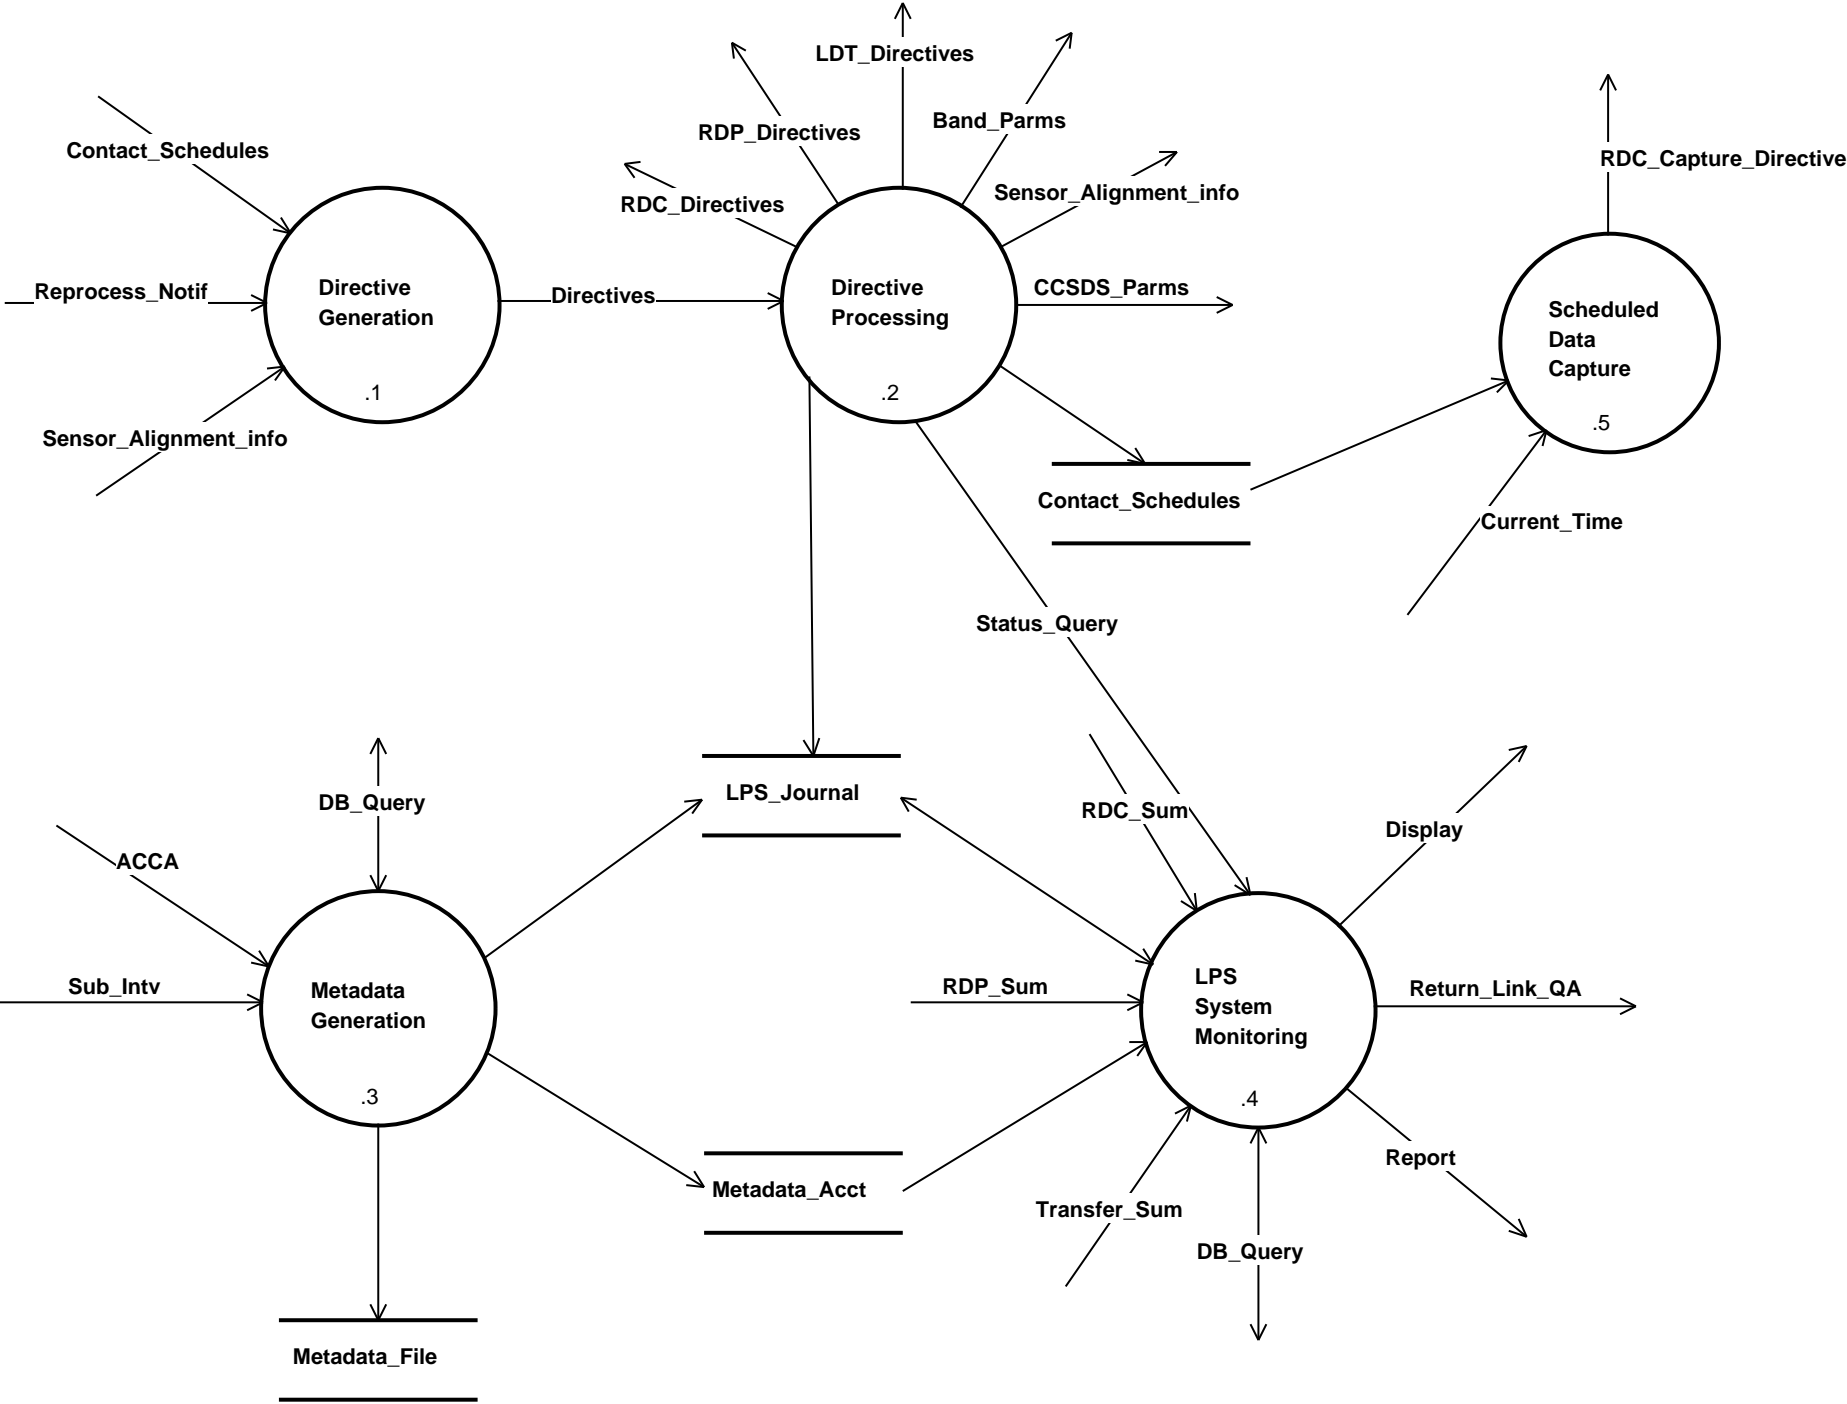 LDT_Directives
RDP_Directives
Band_Parms
Contact_Schedules
RDC_Capture_Directive
RDC_Directives
Sensor_Alignment_info
Reprocess_Notif
Directive
Generation
.1
Directives
Directive
Processing
.2
CCSDS_Parms
Scheduled
Data
Capture
.5
Sensor_Alignment_info
Contact_Schedules
Current_Time
Status_Query
DB_Query
LPS_Journal
RDC_Sum
Display
ACCA
Sub_Intv
Metadata
Generation
.3
RDP_Sum
LPS
System
Monitoring
.4
Return_Link_QA
Report
Metadata_Acct
Transfer_Sum
DB_Query
Metadata_File